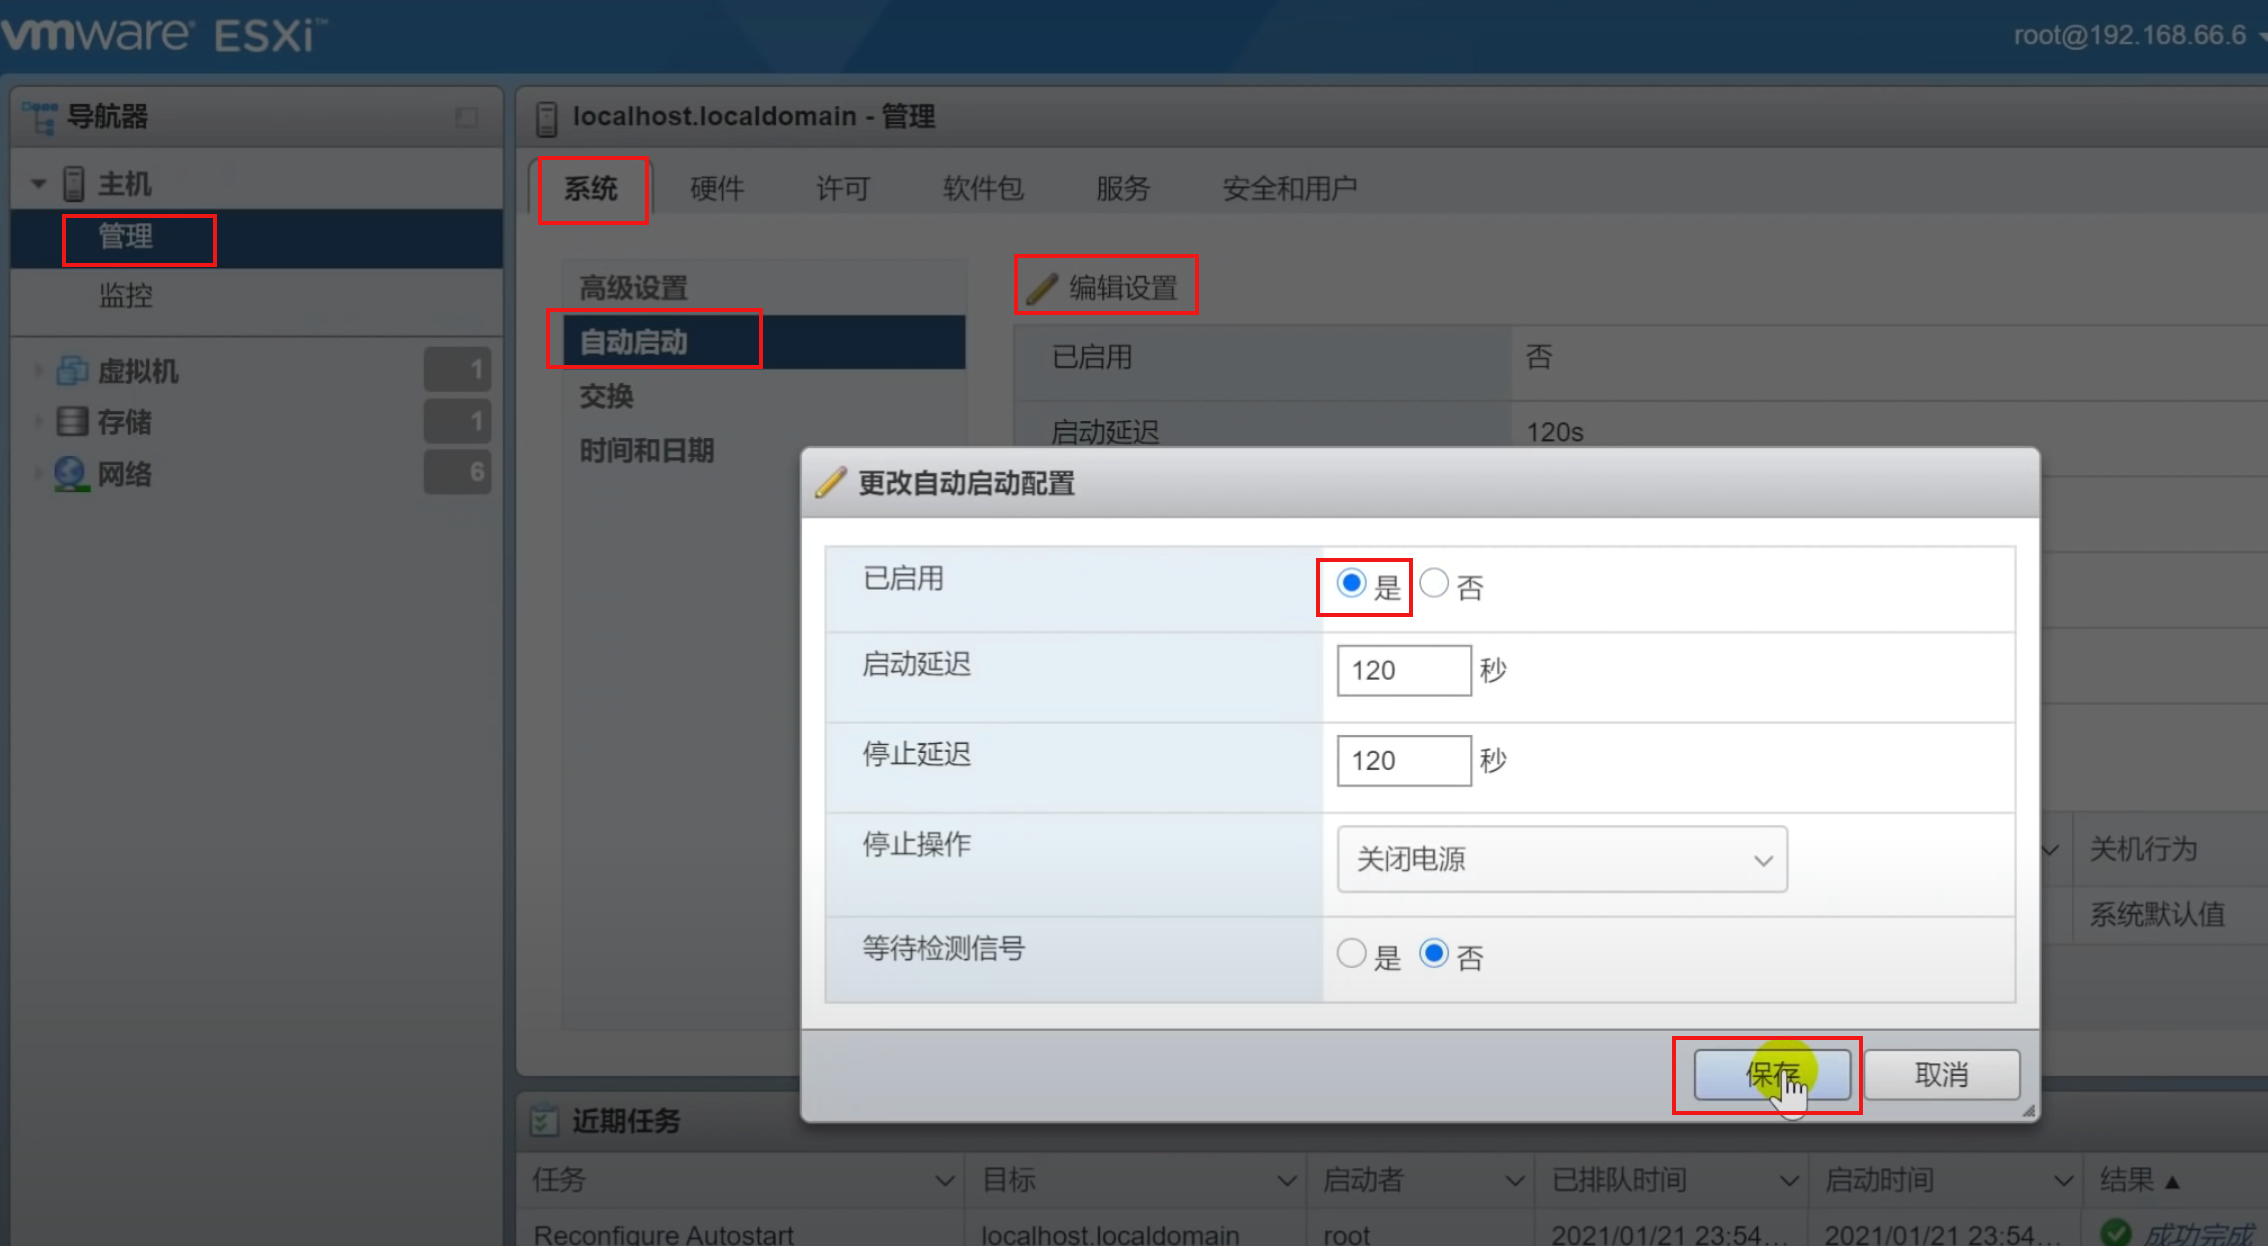 vmware® ESXi™
root@192.168.66.6
导航器
主机
管理
监控
虚拟机 1
存储 1
网络 6
localhost.localdomain - 管理
系统 硬件 许可 软件包 服务 安全和用户
高级设置
自动启动
交换
时间和日期
编辑设置
已启用 否
启动延迟 120s
更改自动启动配置
已启用 是 否
启动延迟 120 秒
停止延迟 120 秒
停止操作 关闭电源
等待检测信号 是 否
保存 取消
关机行为
系统默认值
近期任务
任务 目标 启动者 已排队时间 启动时间 结果 ▲
Reconfigure Autostart localhost.localdomain root 2021/01/21 23:54... 2021/01/21 23:54... 成功完成